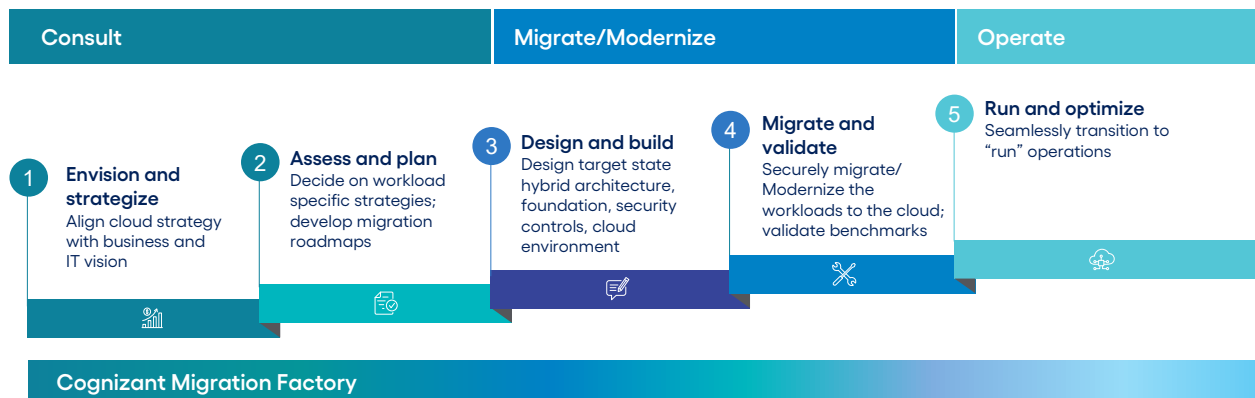 Consult
Migrate/Modernize
Operate
1
Envision and
strategize
Align cloud strategy
with business and
IT vision
2
Assess and plan
Decide on workload
specific strategies;
develop migration
roadmaps
3
Design and build
Design target state
hybrid architecture,
foundation, security
controls, cloud
environment
4
Migrate and
validate
Securely migrate/
Modernize the
workloads to the cloud;
validate benchmarks
5
Run and optimize
Seamlessly transition to
“run” operations
Cognizant Migration Factory